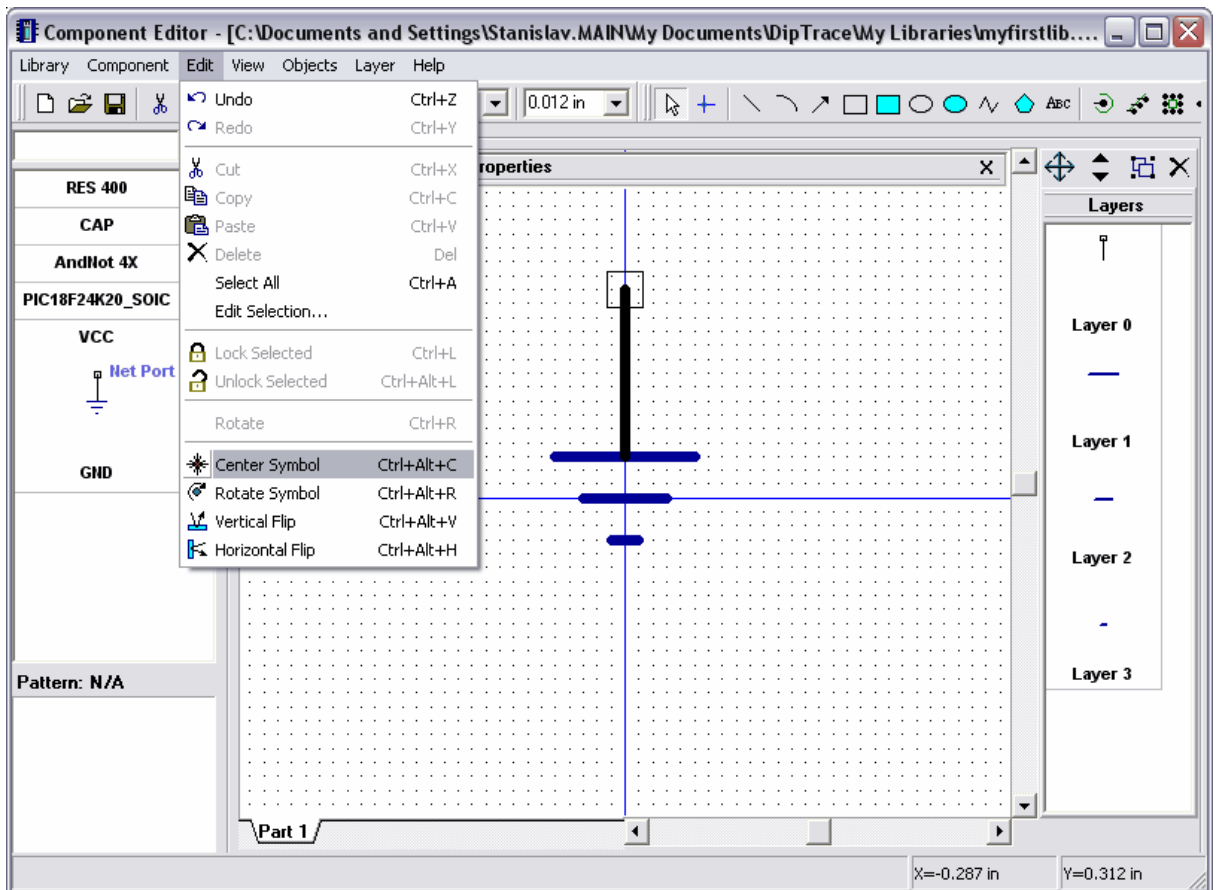 Component Editor - [C:\Documents and Settings\Stanislav.MAIN\My Documents\DipTrace\My Libraries\myfirstlib....
Library Component Edit View Objects Layer Help
0.012 in
ABC
Undo Ctrl+Z
Redo Ctrl+Y
Cut Ctrl+X
Copy Ctrl+C
Paste Ctrl+V
Delete Del
Select All Ctrl+A
Edit Selection...
Lock Selected Ctrl+L
Unlock Selected Ctrl+Alt+L
Rotate Ctrl+R
Center Symbol Ctrl+Alt+C
Rotate Symbol Ctrl+Alt+R
Vertical Flip Ctrl+Alt+V
Horizontal Flip Ctrl+Alt+H
RES 400
CAP
AndNot 4X
PIC18F24K20_SOIC
VCC
Net Port
GND
Pattern: N/A
roperties X
Part 1
Layers
Layer 0
Layer 1
Layer 2
Layer 3
X=-0.287 in
Y=0.312 in